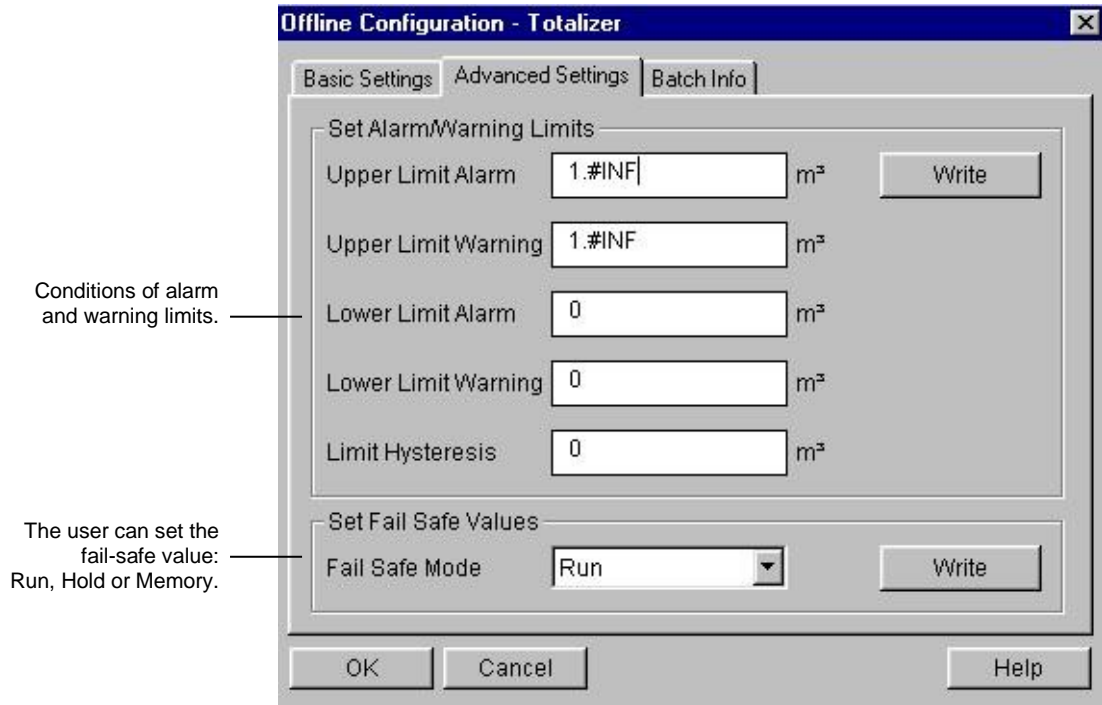 Offline Configuration - Totalizer
Basic Settings
Advanced Settings
Batch Info
Set Alarm/Warning Limits
Upper Limit Alarm
1.#INF
m³
Write
Upper Limit Warning
1.#INF
m³
Conditions of alarm
and warning limits.
Lower Limit Alarm
0
m³
Lower Limit Warning
0
m³
Limit Hysteresis
0
m³
The user can set the
fail-safe value:
Run, Hold or Memory.
Set Fail Safe Values
Fail Safe Mode
Run
Write
OK
Cancel
Help